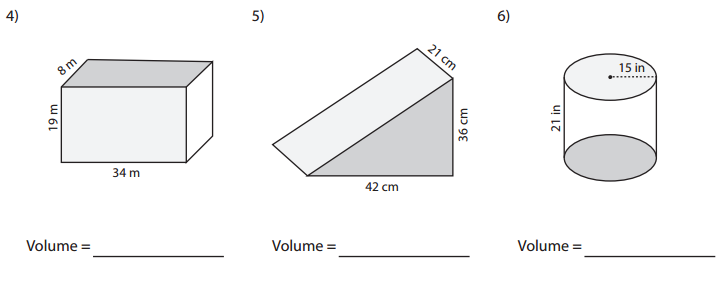 4)
8 m
19 m
34 m
Volume =
5)
21 cm
36 cm
42 cm
Volume =
6)
15 in
21 in
Volume =